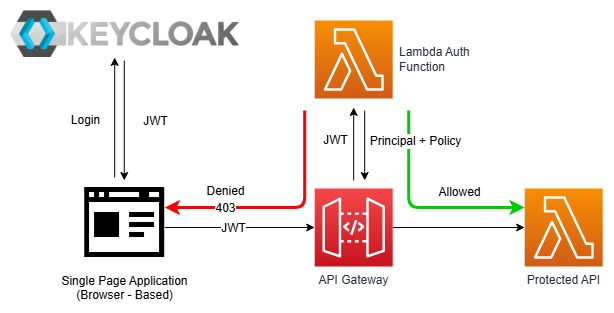 KEYCLOAK
Lambda Auth
Function
Login
JWT
JWT
Principal + Policy
Denied
403
Allowed
JWT
Single Page Application
(Browser - Based)
API Gateway
Protected API